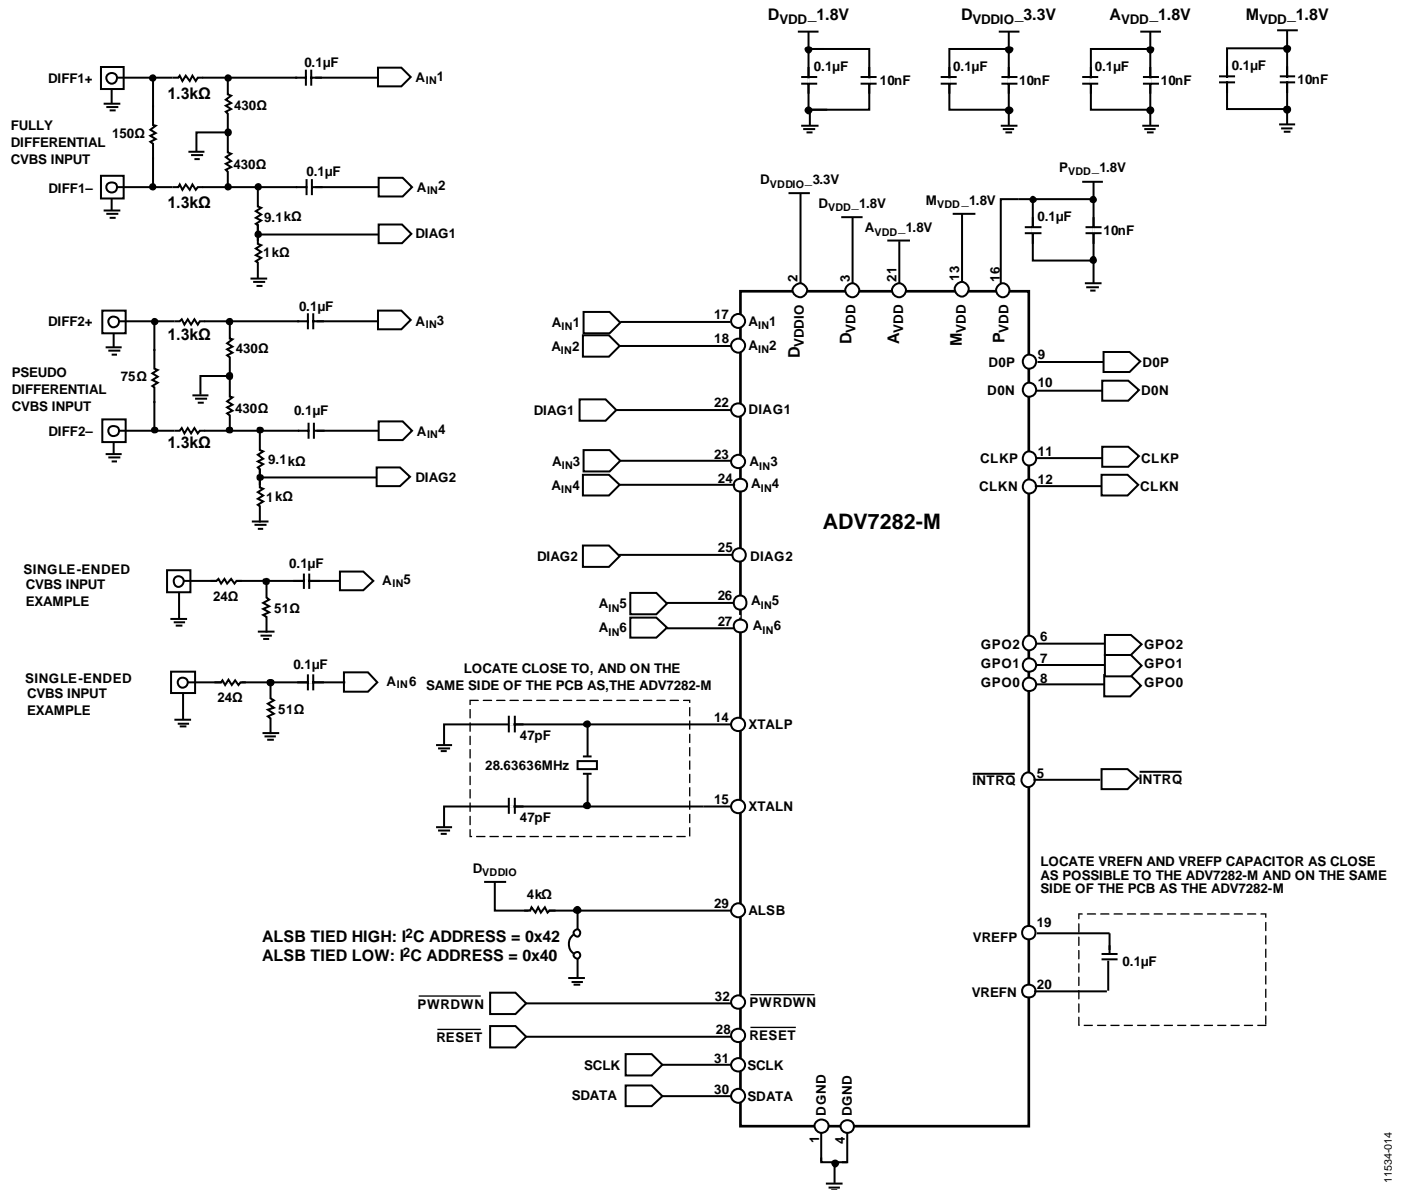 DVDD_1.8V
DVDDIO_3.3V
AVDD_1.8V
MVDD_1.8V
0.1µF
10nF
0.1µF
10nF
0.1µF
10nF
0.1µF
10nF
FULLY
DIFFERENTIAL
CVBS INPUT
DIFF1+
1.3kΩ
0.1µF
AIN1
150Ω
430Ω
430Ω
DIFF1–
1.3kΩ
0.1µF
AIN2
9.1kΩ
DIAG1
1kΩ
PSEUDO
DIFFERENTIAL
CVBS INPUT
DIFF2+
1.3kΩ
0.1µF
AIN3
75Ω
430Ω
430Ω
DIFF2–
1.3kΩ
0.1µF
AIN4
9.1kΩ
DIAG2
1kΩ
SINGLE-ENDED
CVBS INPUT
EXAMPLE
24Ω
0.1µF
AIN5
51Ω
SINGLE-ENDED
CVBS INPUT
EXAMPLE
24Ω
0.1µF
AIN6
51Ω
DVDDIO_3.3V
DVDD_1.8V
AVDD_1.8V
MVDD_1.8V
PVDD_1.8V
0.1µF
10nF
2
3
21
13
16
DVDDIO
DVDD
AVDD
MVDD
PVDD
AIN1
17
AIN1
AIN2
18
AIN2
DIAG1
22
DIAG1
AIN3
23
AIN3
AIN4
24
AIN4
DIAG2
25
DIAG2
AIN5
26
AIN5
AIN6
27
AIN6
ADV7282-M
D0P
9
D0P
D0N
10
D0N
CLKP
11
CLKP
CLKN
12
CLKN
GPO2
6
GPO2
GPO1
7
GPO1
GPO0
8
GPO0
INTRQ
5
INTRQ
LOCATE CLOSE TO, AND ON THE
SAME SIDE OF THE PCB AS,THE ADV7282-M
47pF
14
XTALP
28.63636MHz
47pF
15
XTALN
DVDDIO
4kΩ
29
ALSB
ALSB TIED HIGH: I2C ADDRESS = 0x42
ALSB TIED LOW: I2C ADDRESS = 0x40
LOCATE VREFN AND VREFP CAPACITOR AS CLOSE
AS POSSIBLE TO THE ADV7282-M AND ON THE SAME
SIDE OF THE PCB AS THE ADV7282-M
VREFP
19
0.1µF
VREFN
20
PWRDWN
32
PWRDWN
RESET
28
RESET
SCLK
31
SCLK
SDATA
30
SDATA
DGND
DGND
1
4
11534-014